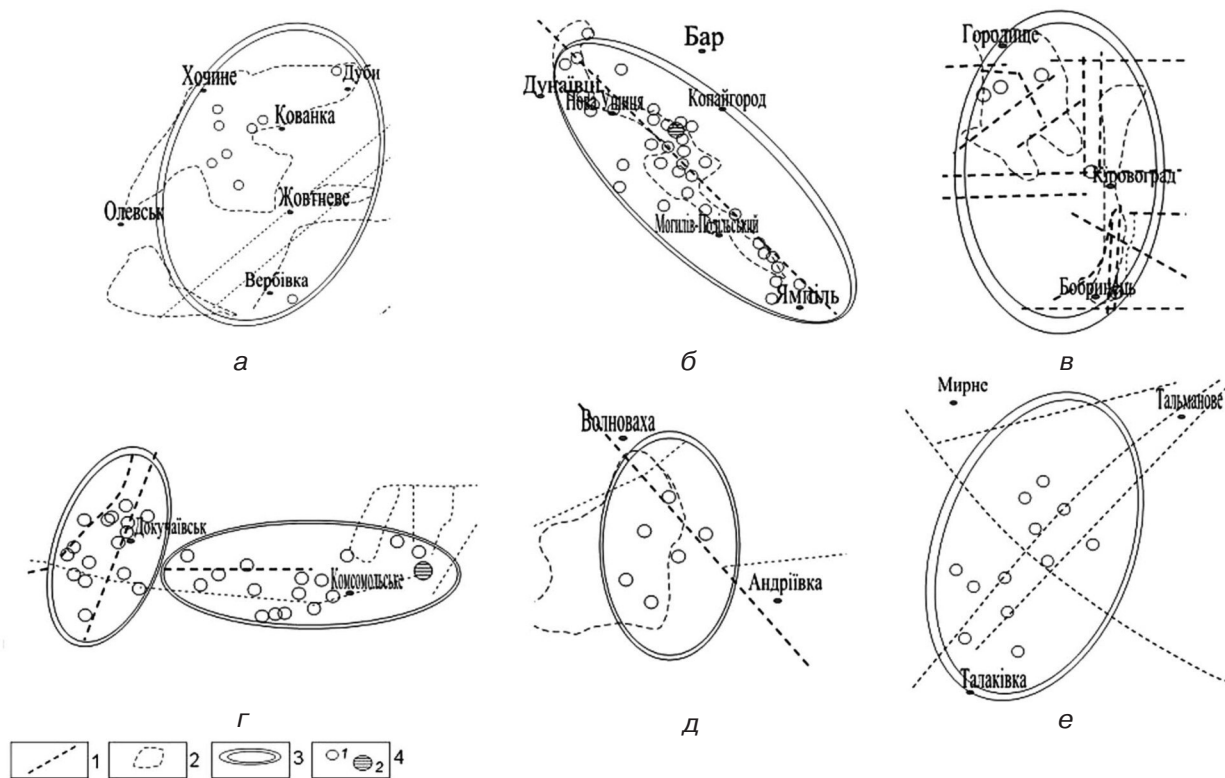 Хочине
Дуби
Кованка
Олевськ
Жовтневе
Вербівка
а
Бар
Дунаївці
Нова Ушиця
Копайгород
Могилів-Подільський
Ямпіль
б
Городище
Кіровоград
Бобринець
в
Докучаївськ
Комсомольське
г
Волноваха
Андріївка
д
Мирне
Тальманове
Талаківка
е
1 2 3 1 2 4